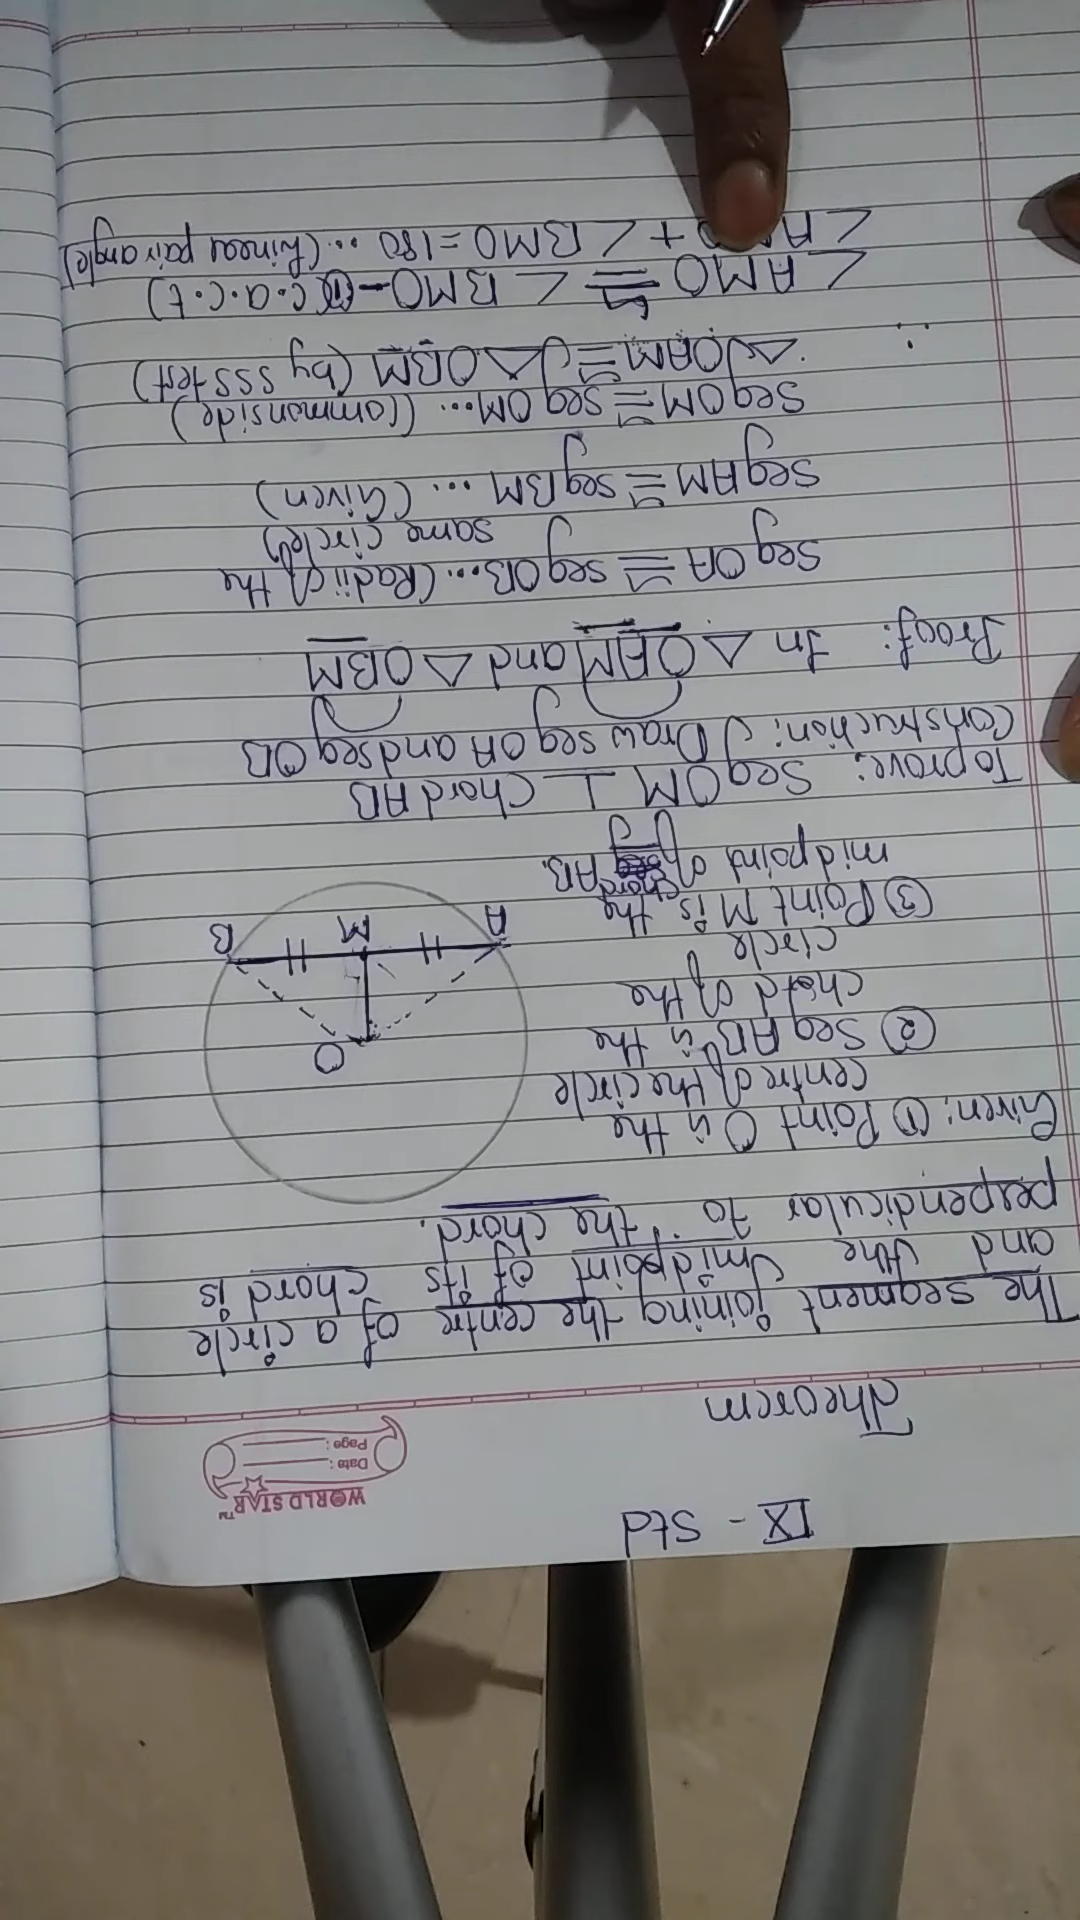 IX - Std
WORLD STAR™
Date :
Page :
Theorem
The segment joining the centre of a circle
and the midpoint of its chord is
perpendicular to the chord.
Given: ① Point O is the
centre of the circle
② Seg AB is the
chord of the
circle
③ Point M is the
midpoint of chord AB.
O
A M B
To prove: Seg OM ⊥ Chord AB
Construction: Draw seg OA and seg OB
Proof: In △ OAM and △ OBM
seg OA ≅ seg OB... (Radii of the
same circle)
seg AM ≅ seg BM ... (Given)
seg OM ≅ seg OM... (Common side)
△ OAM ≅ △ OBM (by SSS test)
∴ ∠ AMO ≅ ∠ BMO - (c.a.c.t)
+ ∠ BMO = 180 ... (Linear pair angle)